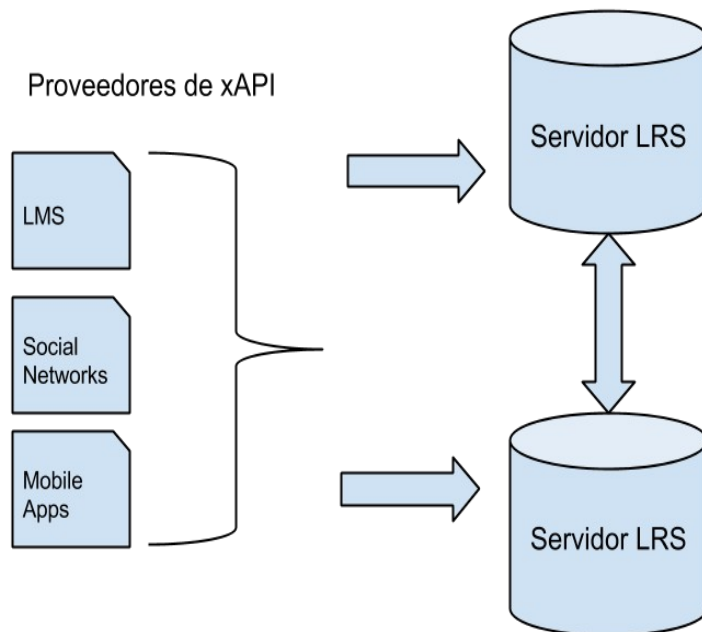 Proveedores de xAPI
LMS
Social
Networks
Mobile
Apps
Servidor LRS
Servidor LRS